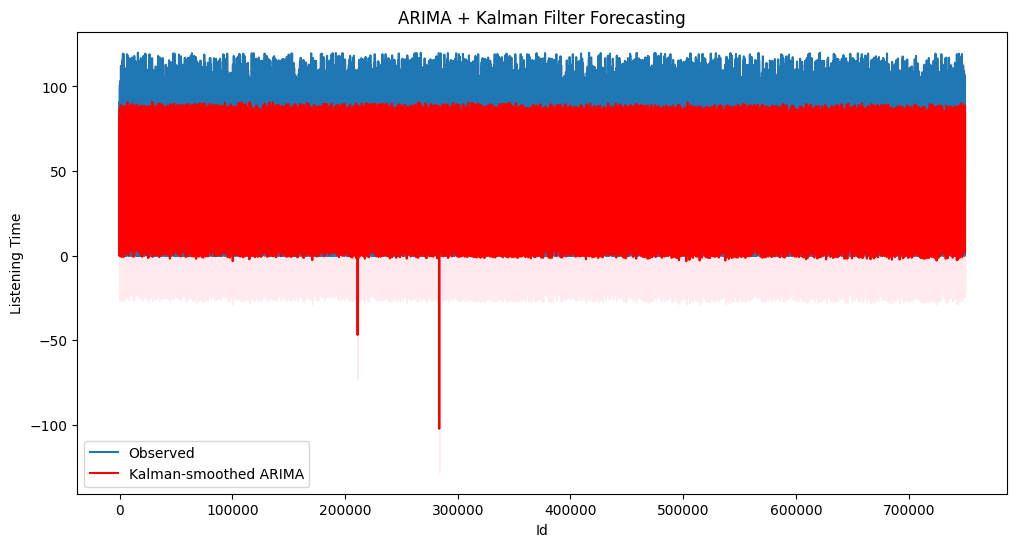 ARIMA + Kalman Filter Forecasting
Listening Time
100
50
0
−50
−100
Observed
Kalman-smoothed ARIMA
0
100000
200000
300000
400000
500000
600000
700000
Id